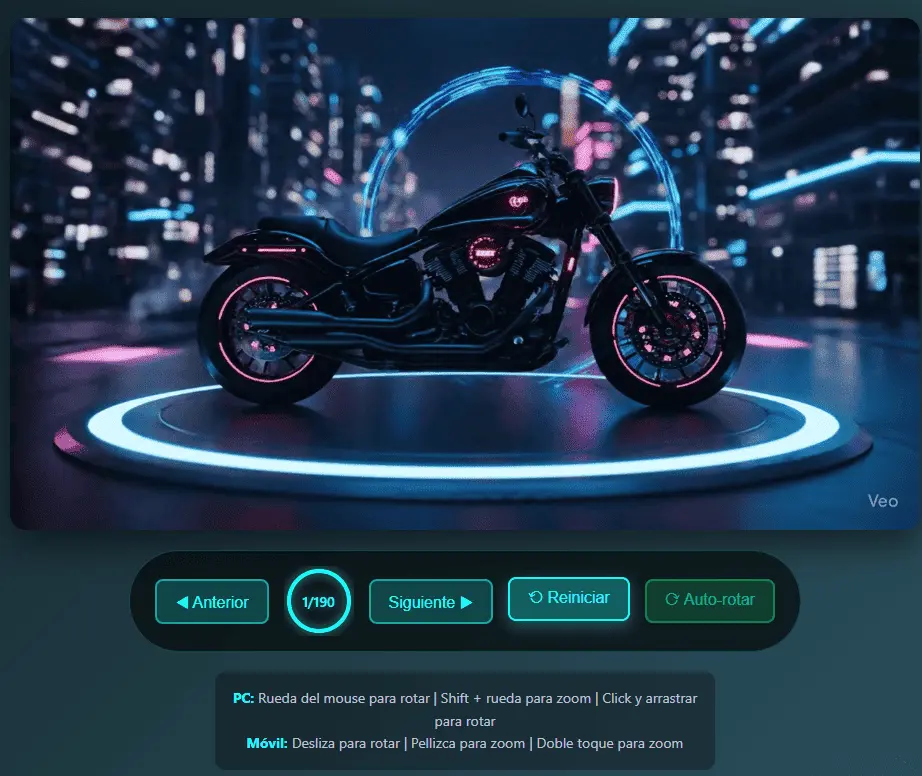 Veo
◀ Anterior
1/190
Siguiente ▶
Reiniciar
Auto-rotar
PC: Rueda del mouse para rotar | Shift + rueda para zoom | Click y arrastrar
para rotar
Móvil: Desliza para rotar | Pellizca para zoom | Doble toque para zoom